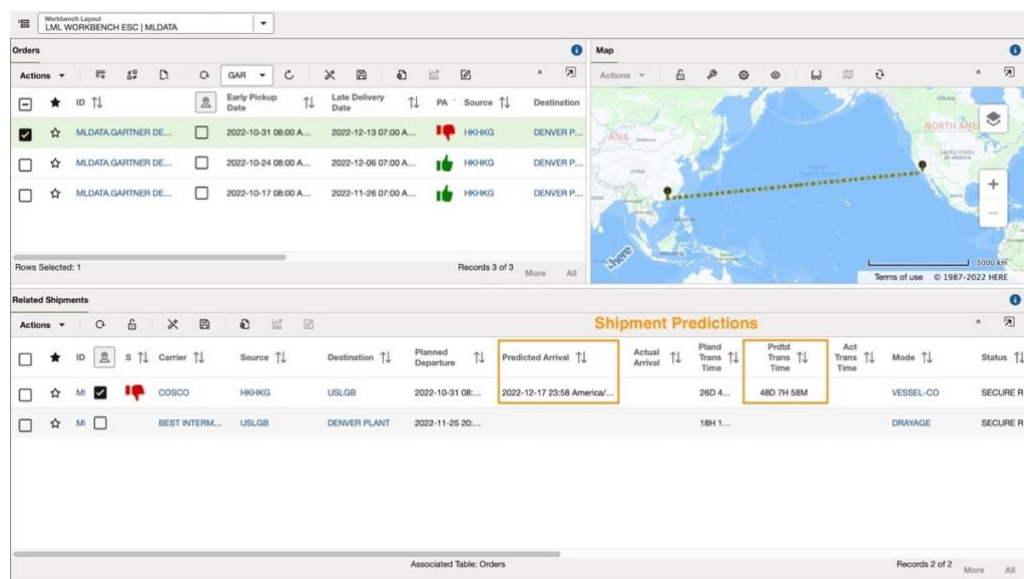 Workbench Layout
LML WORKBENCH ESC | MLDATA
Orders
Actions GAR
ID Early Pickup Date Late Delivery Date PA Source Destination
MLDATA.GARTNER DE... 2022-10-31 08:00 A... 2022-12-13 07:00 A... HKHKG DENVER P...
MLDATA.GARTNER DE... 2022-10-24 08:00 A... 2022-12-06 07:00 A... HKHKG DENVER P...
MLDATA.GARTNER DE... 2022-10-17 08:00 A... 2022-11-26 07:00 A... HKHKG DENVER P...
Rows Selected: 1 Records 3 of 3 More All
Map
Actions
ASIA
CHINA
NORTH AME
UNITED STATES
OF AMERICA
here
5000 km
Terms of use © 1987-2022 HERE
Related Shipments
Actions
Shipment Predictions
ID S Carrier Source Destination Planned Departure Predicted Arrival Actual Arrival Pland Trans Time Prdtd Trans Time Act Trans Time Mode Status
MI COSCO HKHKG USLGB 2022-10-31 08:... 2022-12-17 23:58 America/... 26D 4... 48D 7H 58M VESSEL-CO SECURE R
MI BEST INTERM... USLGB DENVER PLANT 2022-11-25 20:... 18H 1... DRAYAGE SECURE R
Associated Table: Orders Records 2 of 2 More All